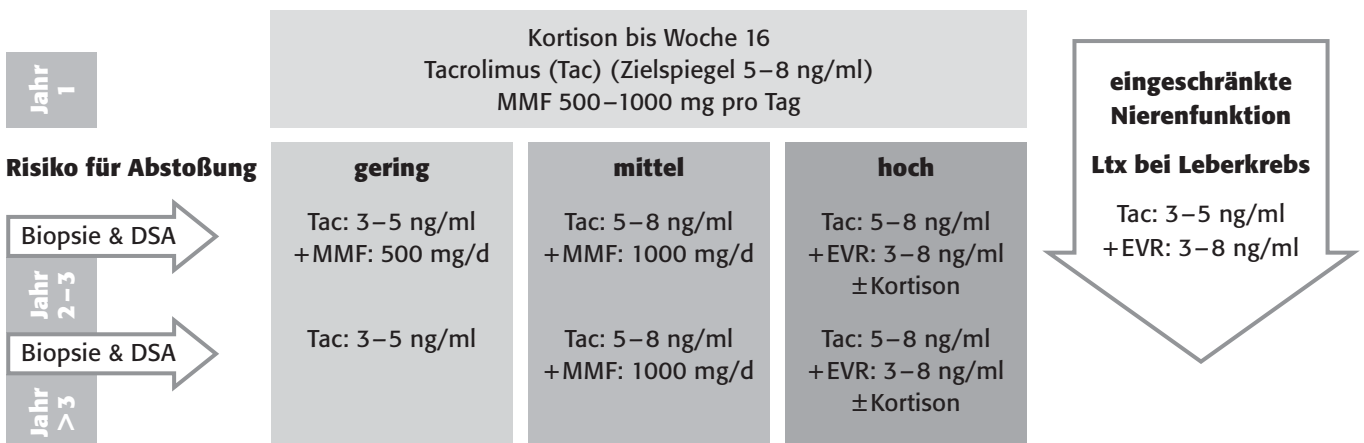 Jahr
1
Kortison bis Woche 16
Tacrolimus (Tac) (Zielspiegel 5–8 ng/ml)
MMF 500–1000 mg pro Tag
Risiko für Abstoßung
gering
mittel
hoch
Biopsie & DSA
Tac: 3–5 ng/ml
+MMF: 500 mg/d
Tac: 5–8 ng/ml
+MMF: 1000 mg/d
Tac: 5–8 ng/ml
+EVR: 3–8 ng/ml
±Kortison
Jahr
2–3
Biopsie & DSA
Tac: 3–5 ng/ml
Tac: 5–8 ng/ml
+MMF: 1000 mg/d
Tac: 5–8 ng/ml
+EVR: 3–8 ng/ml
±Kortison
Jahr
>3
eingeschränkte
Nierenfunktion
Ltx bei Leberkrebs
Tac: 3–5 ng/ml
+EVR: 3–8 ng/ml